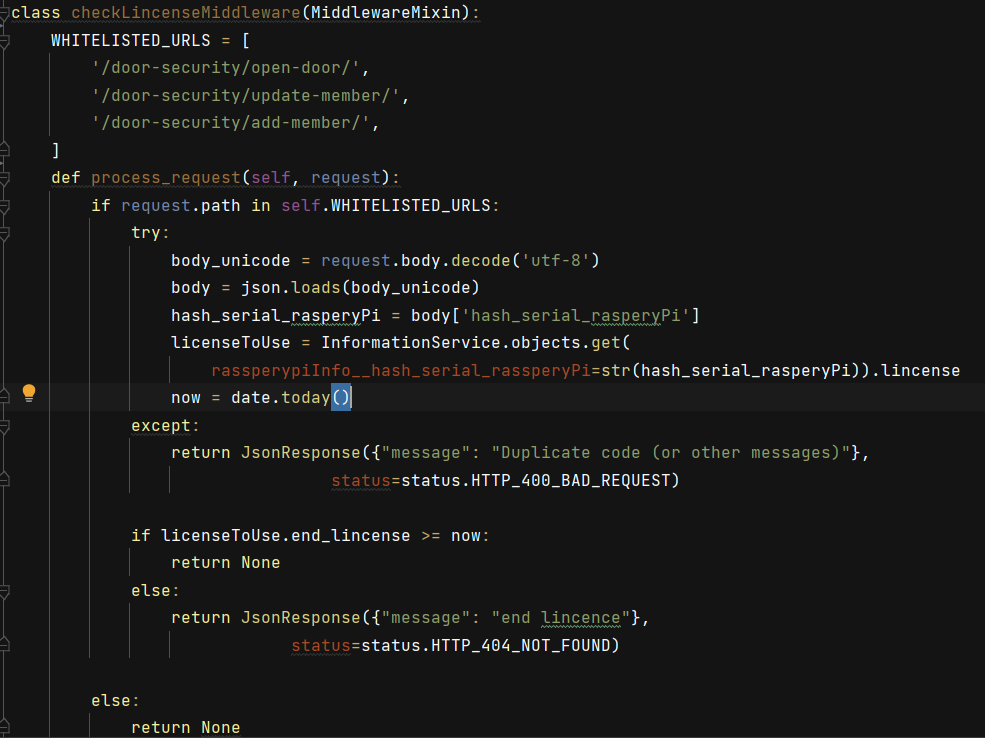 class checkLincenseMiddleware(MiddlewareMixin):
    WHITELISTED_URLS = [
        '/door-security/open-door/',
        '/door-security/update-member/',
        '/door-security/add-member/',
    ]
    def process_request(self, request):
        if request.path in self.WHITELISTED_URLS:
            try:
                body_unicode = request.body.decode('utf-8')
                body = json.loads(body_unicode)
                hash_serial_rasperyPi = body['hash_serial_rasperyPi']
                licenseToUse = InformationService.objects.get(
                    rassperypiInfo__hash_serial_rassperyPi=str(hash_serial_rasperyPi)).lincense
                now = date.today()
            except:
                return JsonResponse({"message": "Duplicate code (or other messages)"},
                                status=status.HTTP_400_BAD_REQUEST)
            if licenseToUse.end_lincense >= now:
                return None
            else:
                return JsonResponse({"message": "end lincence"},
                            status=status.HTTP_404_NOT_FOUND)
        else:
            return None